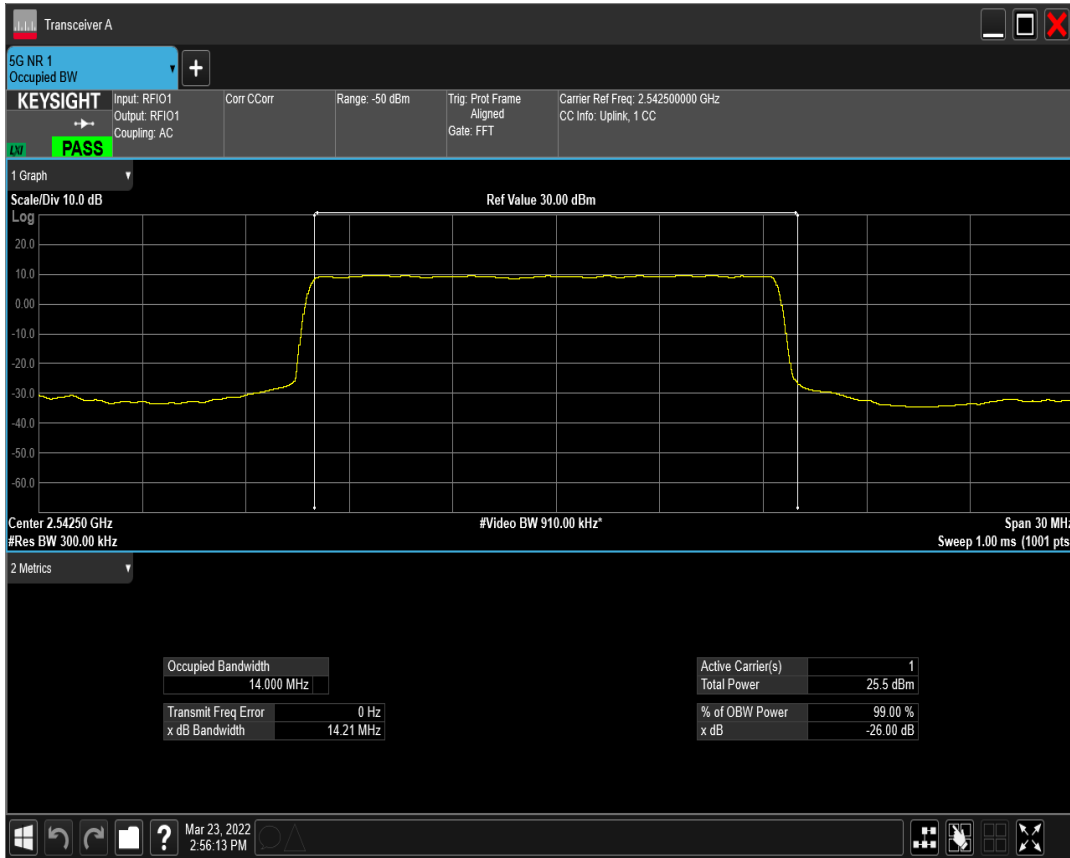 Transceiver A
5G NR 1
Occupied BW
+
KEYSIGHT
LXI
PASS
Input: RFIO1
Output: RFIO1
Coupling: AC
Corr CCorr
Range: -50 dBm
Trig: Prot Frame
Aligned
Gate: FFT
Carrier Ref Freq: 2.542500000 GHz
CC Info: Uplink, 1 CC
1 Graph
Scale/Div 10.0 dB
Ref Value 30.00 dBm
Log
20.0
10.0
0.00
-10.0
-20.0
-30.0
-40.0
-50.0
-60.0
Center 2.54250 GHz
#Video BW 910.00 kHz*
Span 30 MHz
#Res BW 300.00 kHz
Sweep 1.00 ms (1001 pts
2 Metrics
Occupied Bandwidth
14.000 MHz
Transmit Freq Error 0 Hz
x dB Bandwidth 14.21 MHz
Active Carrier(s) 1
Total Power 25.5 dBm
% of OBW Power 99.00 %
x dB -26.00 dB
?
Mar 23, 2022
2:56:13 PM